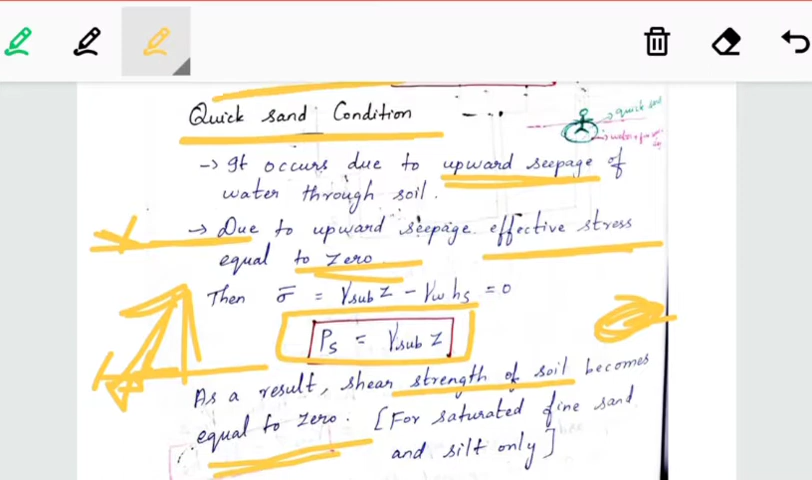 Quick sand Condition
→ quick sand
→ It occurs due to upward seepage of
water through soil.
→ Due to upward seepage effective stress
equal to zero
Then σ̄ = γsub z - γw hs = 0
Ps = γsub z
As a result, shear strength of soil becomes
equal to zero. [For saturated fine sand
and silt only]